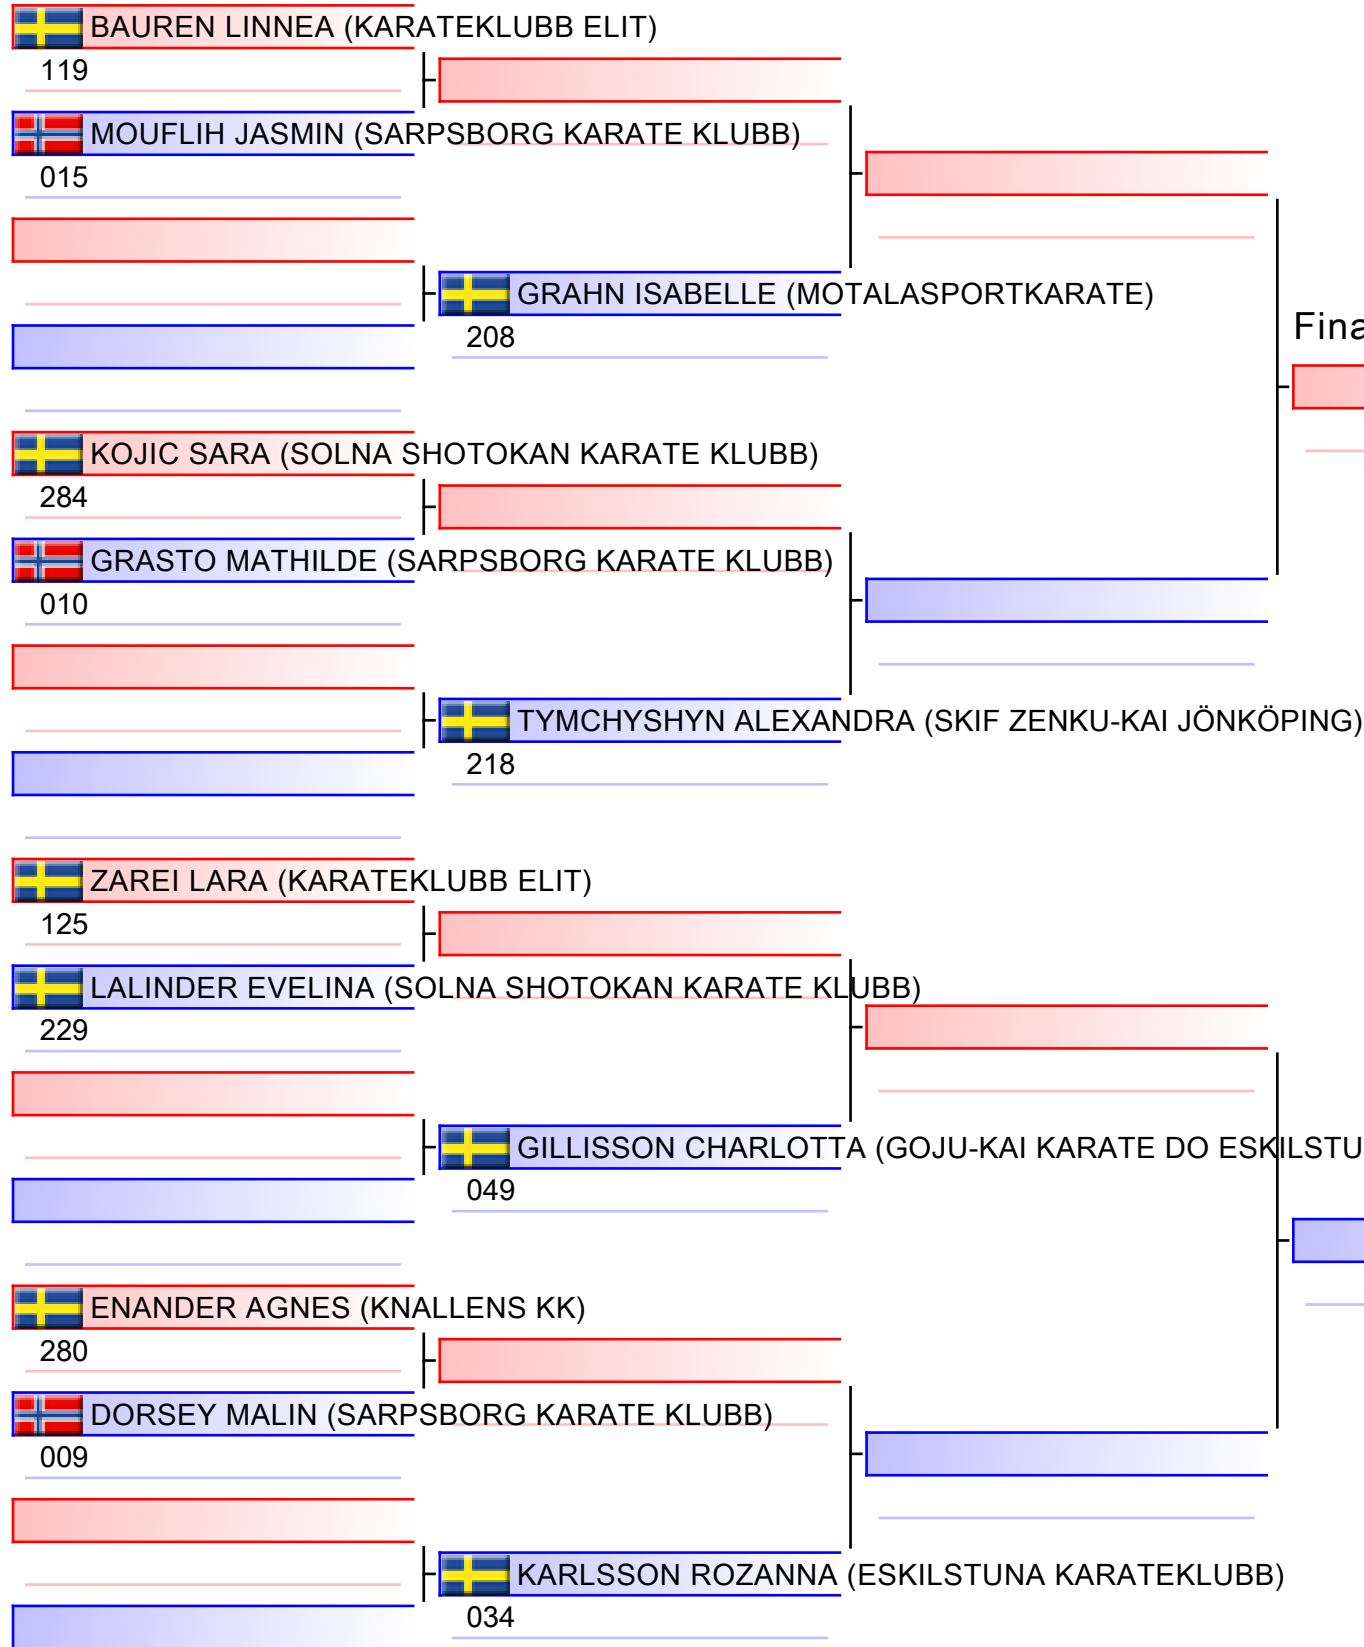 BAUREN LINNEA (KARATEKLUBB ELIT)
119
MOUFLIH JASMIN (SARPSBORG KARATE KLUBB)
015
GRAHN ISABELLE (MOTALASPORTKARATE)
208
Fina
KOJIC SARA (SOLNA SHOTOKAN KARATE KLUBB)
284
GRASTO MATHILDE (SARPSBORG KARATE KLUBB)
010
TYMCHYSHYN ALEXANDRA (SKIF ZENKU-KAI JÖNKÖPING)
218
ZAREI LARA (KARATEKLUBB ELIT)
125
LALINDER EVELINA (SOLNA SHOTOKAN KARATE KLUBB)
229
GILLISSON CHARLOTTA (GOJU-KAI KARATE DO ESKILSTU
049
ENANDER AGNES (KNALLENS KK)
280
DORSEY MALIN (SARPSBORG KARATE KLUBB)
009
KARLSSON ROZANNA (ESKILSTUNA KARATEKLUBB)
034